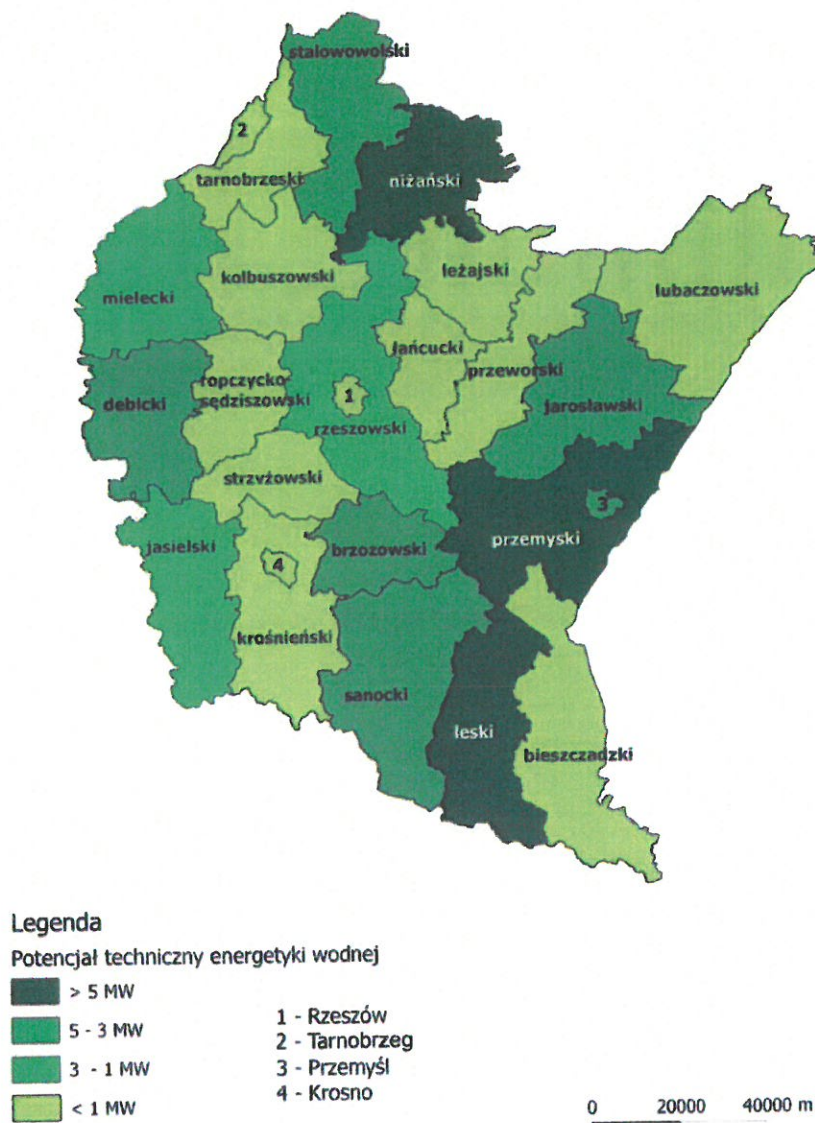 stalowowolski
2
tarnobrzeski
niżański
kolbuszowski
leżajski
lubaczowski
mielecki
łańcucki
ropczycko-
sędziszowski
przeworski
debicki
1
rzeszowski
jarosławski
strzyżowski
3
przemyski
jasielski
brzozowski
4
krośnieński
sanocki
leski
bieszczadzki
Legenda
Potencjał techniczny energetyki wodnej
> 5 MW
5 - 3 MW
3 - 1 MW
< 1 MW
1 - Rzeszów
2 - Tarnobrzeg
3 - Przemyśl
4 - Krosno
0 20000 40000 m